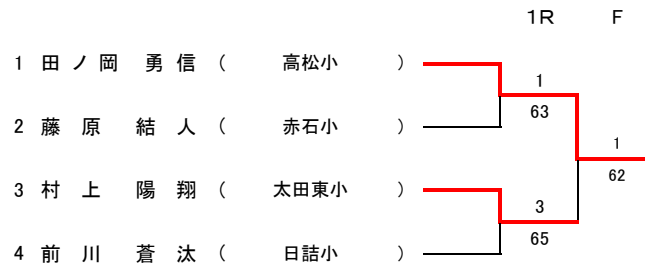 1R F
1 田ノ岡 勇信 ( 高松小 )
1
63
2 藤原 結人 ( 赤石小 )
1
62
3 村上 陽翔 ( 太田東小 )
3
65
4 前川 蒼汰 ( 日詰小 )